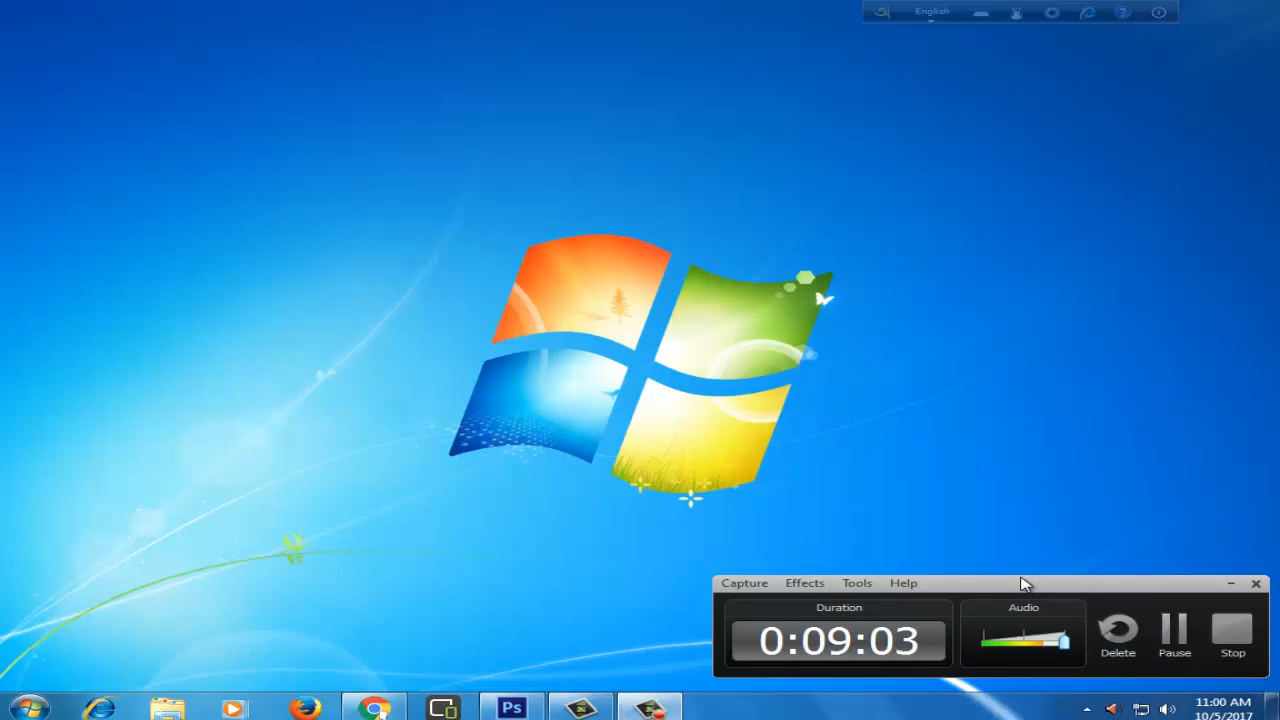 English
Capture Effects Tools Help
Duration
Audio
0:09:03
Delete
Pause
Stop
Ps
11:00 AM
10/5/2017